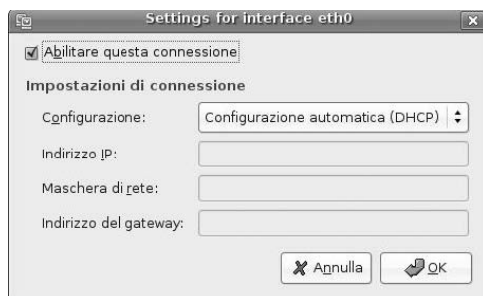 Settings for interface eth0
Abilitare questa connessione
Impostazioni di connessione
Configurazione: Configurazione automatica (DHCP)
Indirizzo IP:
Maschera di rete:
Indirizzo del gateway:
Annulla OK